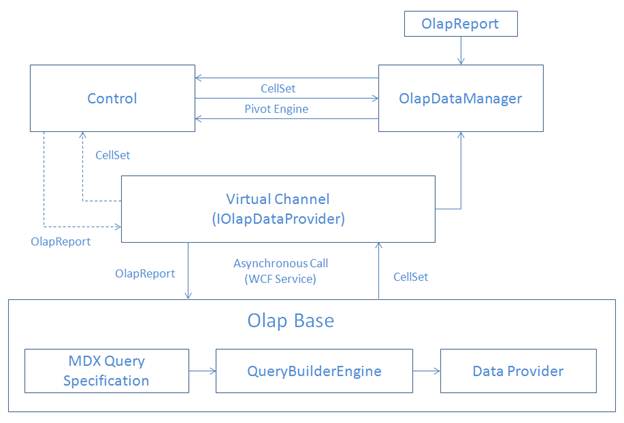 OlapReport
Control
CellSet
Pivot Engine
OlapDataManager
CellSet
Virtual Channel
(IOlapDataProvider)
OlapReport
OlapReport
Asynchronous Call
(WCF Service)
CellSet
Olap Base
MDX Query
Specification
QueryBuilderEngine
Data Provider